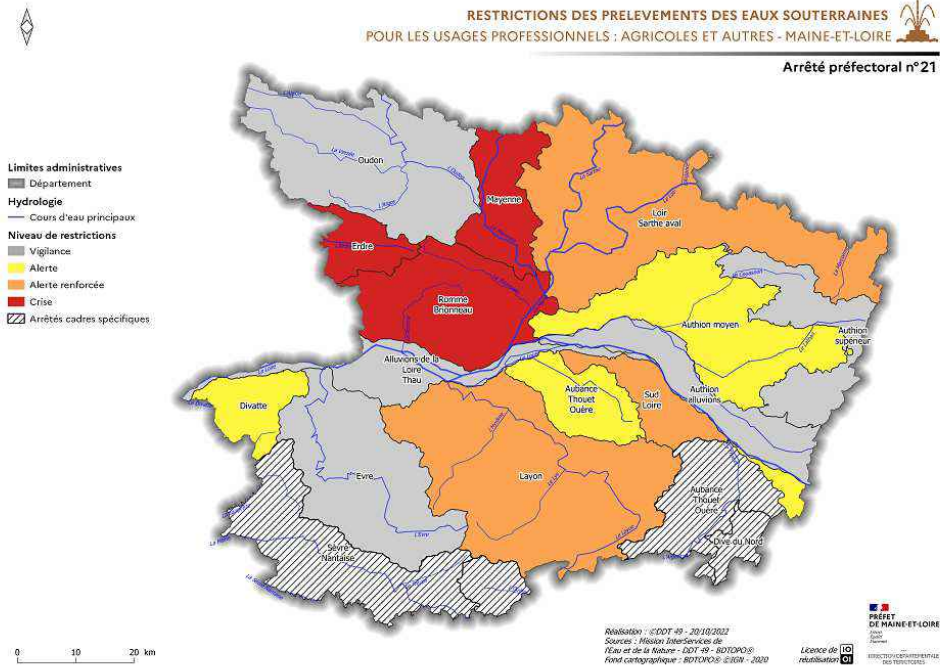 RESTRICTIONS DES PRELEVEMENTS DES EAUX SOUTERRAINES
POUR LES USAGES PROFESSIONNELS : AGRICOLES ET AUTRES - MAINE-ET-LOIRE
Arrêté préfectoral n°21
Limites administratives
Département
Hydrologie
Cours d'eau principaux
Niveau de restrictions
Vigilance
Alerte
Alerte renforcée
Crise
Arrêtés cadres spécifiques
Oudon
Mayenne
Loir
Sarthe aval
Erdre
Romme
Brionneau
Authion moyen
Authion
supérieur
Alluvions de la
Loire
Thau
Authion
alluvions
Aubance
Thouet
Ouère
Sud
Loire
Divatte
Evre
Layon
Aubance
Thouet
Ouère
Dive du Nord
Sèvre
Nantaise
0 10 20 km
Réalisation : ©DDT 49 - 20/10/2022
Sources : Mission InterServices de
l'Eau et de la Nature - DDT 49 - BDTOPO®
Fond cartographique : BDTOPO® ©IGN - 2020
Licence de
réutilisation
PRÉFET
DE MAINE-ET-LOIRE
DIRECTION DÉPARTEMENTALE
DES TERRITOIRES